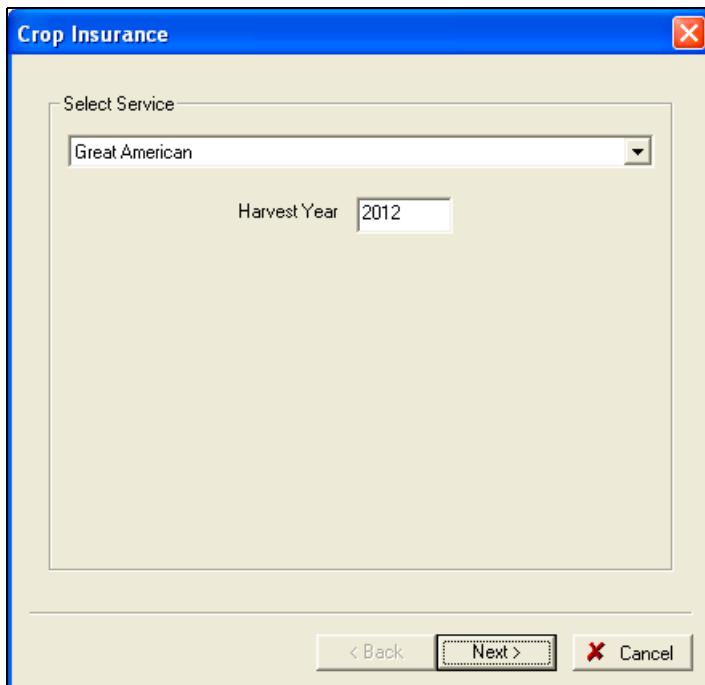 Crop Insurance
Select Service
Great American
Harvest Year 2012
< Back Next > Cancel